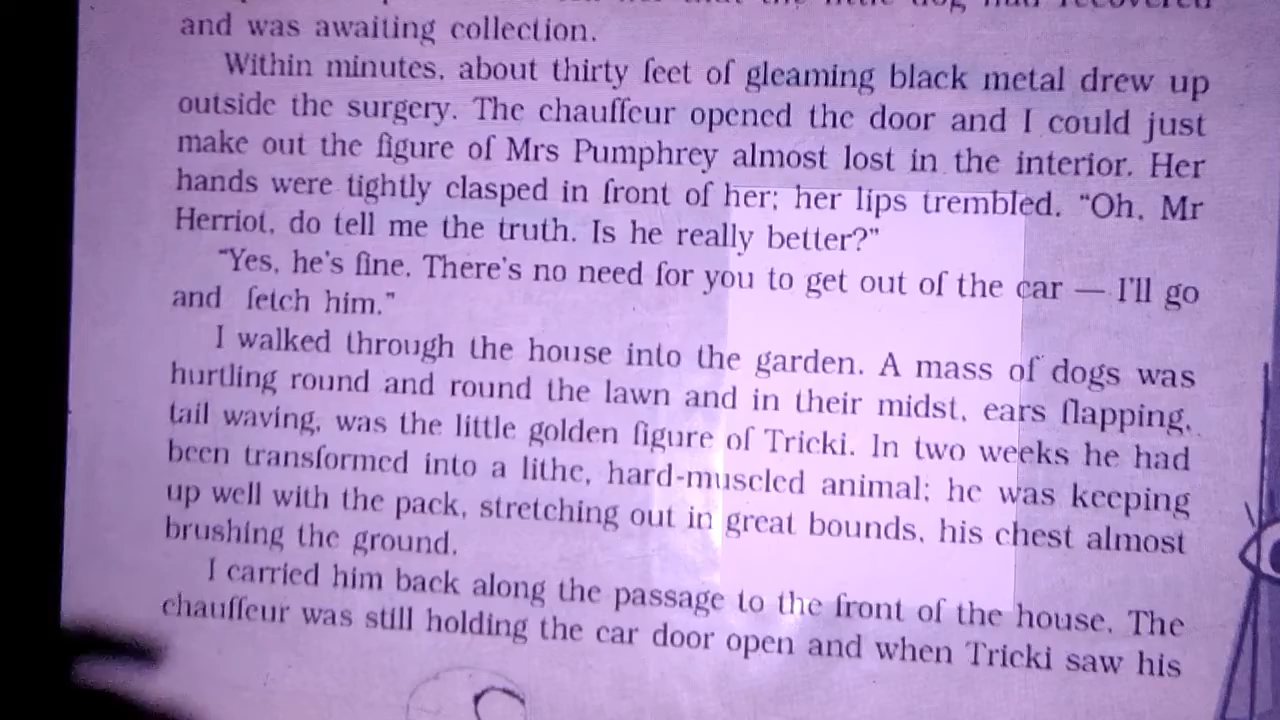 that the little dog had recovered
and was awaiting collection.
Within minutes, about thirty feet of gleaming black metal drew up
outside the surgery. The chauffeur opened the door and I could just
make out the figure of Mrs Pumphrey almost lost in the interior. Her
hands were tightly clasped in front of her; her lips trembled. “Oh, Mr
Herriot, do tell me the truth. Is he really better?”
“Yes, he's fine. There's no need for you to get out of the car — I'll go
and fetch him.”
I walked through the house into the garden. A mass of dogs was
hurtling round and round the lawn and in their midst, ears flapping,
tail waving, was the little golden figure of Tricki. In two weeks he had
been transformed into a lithe, hard-muscled animal; he was keeping
up well with the pack, stretching out in great bounds, his chest almost
brushing the ground.
I carried him back along the passage to the front of the house. The
chauffeur was still holding the car door open and when Tricki saw his